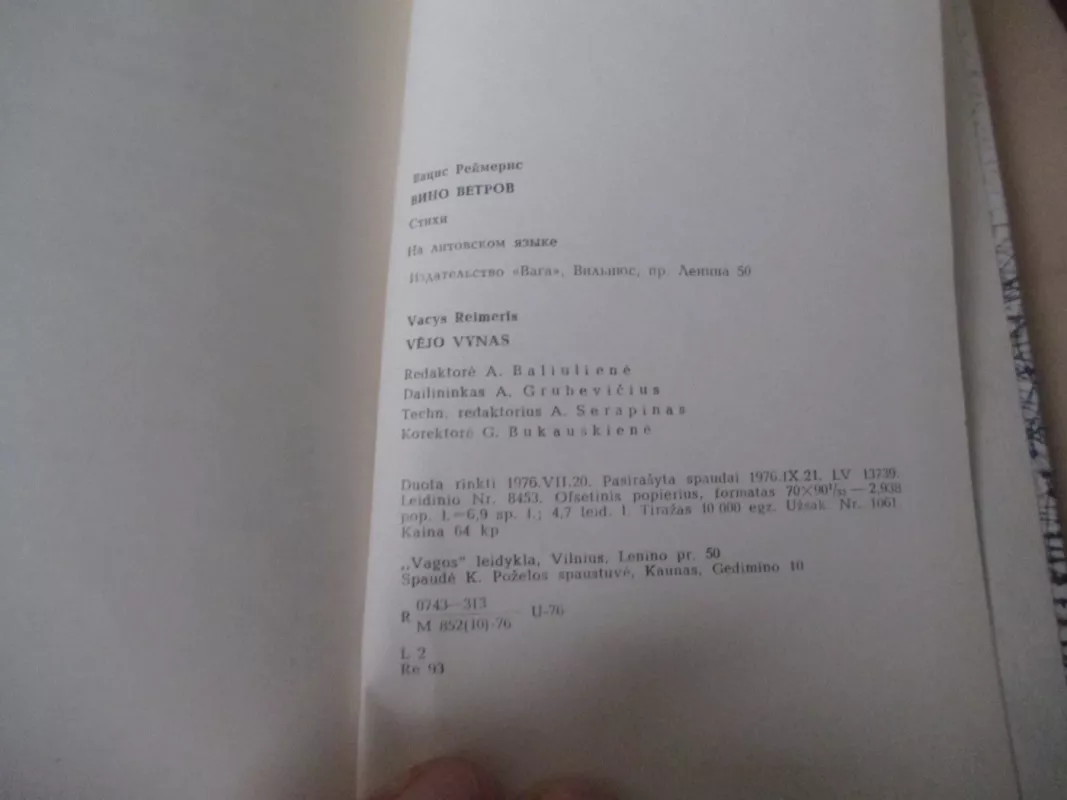 Вацис Реймерис
ВИНО ВЕТРОВ
Стихи
На литовском языке
Издательство «Вага», Вильнюс, пр. Ленина 50
Vacys Reimeris
VĖJO VYNAS
Redaktorė A. Baliulienė
Dailininkas A. Grubevičius
Techn. redaktorius A. Serapinas
Korektorė G. Bukauskienė
Duota rinkti 1976.VII.20. Pasirašyta spaudai 1976.IX.21. LV 13739.
Leidinio Nr. 8453. Ofsetinis popierius, formatas 70×90¹/₃₂—2,938
pop. l.=6,9 sp. l.; 4,7 leid. l. Tiražas 10 000 egz. Užsak. Nr. 1061.
Kaina 64 kp
„Vagos“ leidykla, Vilnius, Lenino pr. 50
Spaudė K. Poželos spaustuvė, Kaunas, Gedimino 10
R 0743—313
M 852(10)-76 U-76
L 2
Re 93